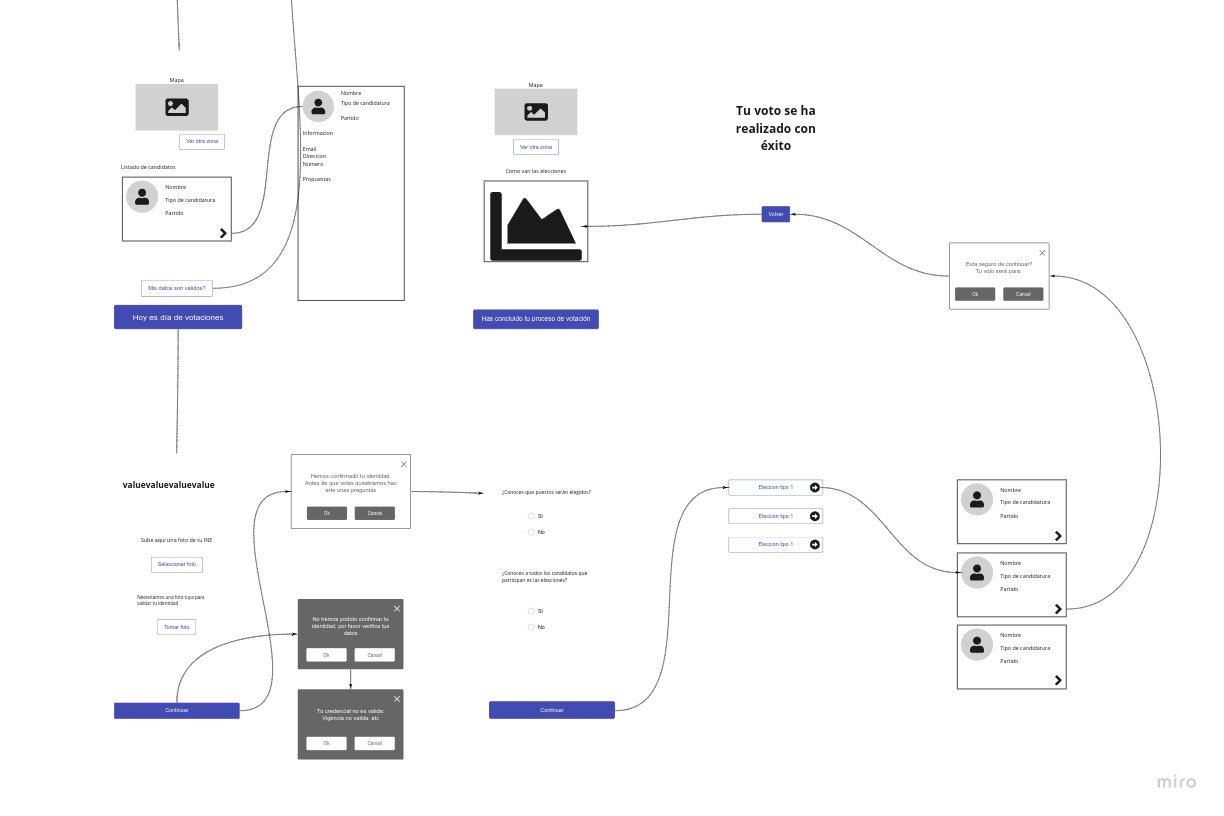 Mapa
Ver otra zona
Listado de candidatos
Nombre
Tipo de candidatura
Partido
Mis datos son validos?
Hoy es día de votaciones
Nombre
Tipo de candidatura
Partido
Informacion
Email
Direccion
Numero
Propuestas
Mapa
Ver otra zona
Como van las elecciones
Has concluido tu proceso de votación
Tu voto se ha
realizado con
éxito
Volver
Esta seguro de continuar?
Tu voto será para:
Ok
Cancel
valuevaluevaluevalue
Sube aquí una foto de tu INE
Seleccionar foto
Necesitamos una foto tuya para
validar tu identidad
Tomar foto
Continuar
Hemos confirmado tu identidad
Antes de que votes quisiéramos hac
erle unas preguntas
Ok
Cancel
No hemos podido confirmar tu
identidad, por favor verifica tus
datos
Ok
Cancel
Tu credencial no es valida:
Vigencia no valida, etc
Ok
Cancel
¿Conoces que puestos serán elegidos?
Si
No
¿Conoces a todos los candidatos que
participan es las elecciones?
Si
No
Continuar
Eleccion tipo 1
Eleccion tipo 1
Eleccion tipo 1
Nombre
Tipo de candidatura
Partido
Nombre
Tipo de candidatura
Partido
Nombre
Tipo de candidatura
Partido
miro